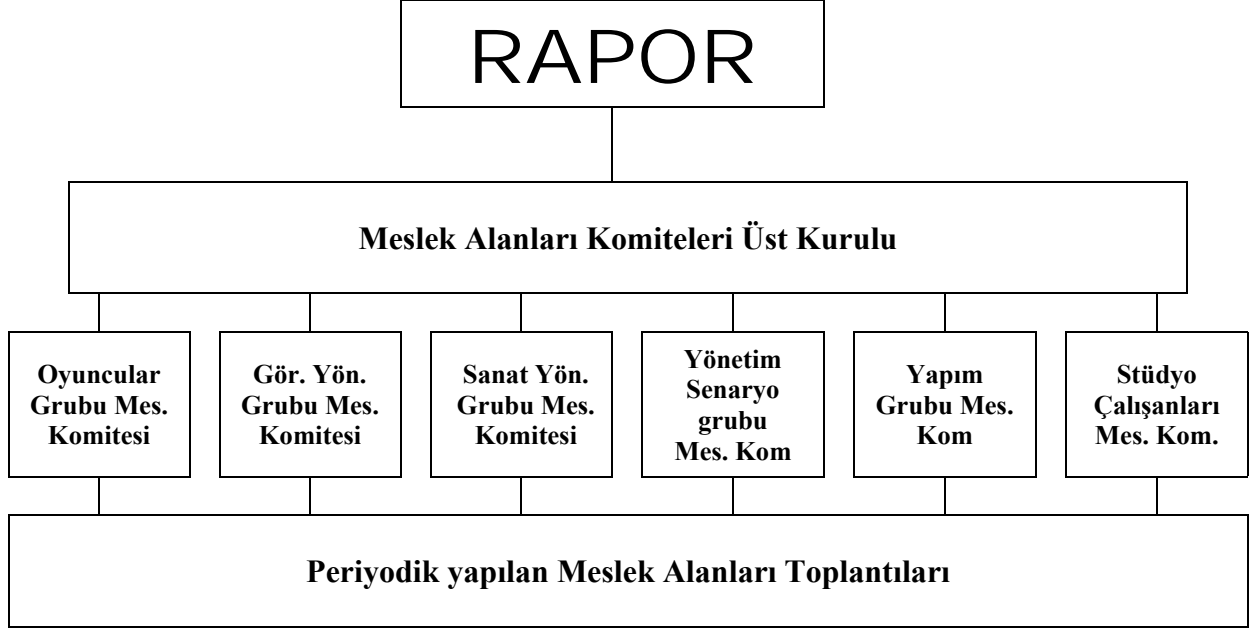 RAPOR
Meslek Alanları Komiteleri Üst Kurulu
Oyuncular
Grubu Mes.
Komitesi
Gör. Yön.
Grubu Mes.
Komitesi
Sanat Yön.
Grubu Mes.
Komitesi
Yönetim
Senaryo
grubu
Mes. Kom
Yapım
Grubu Mes.
Kom
Stüdyo
Çalışanları
Mes. Kom.
Periyodik yapılan Meslek Alanları Toplantıları